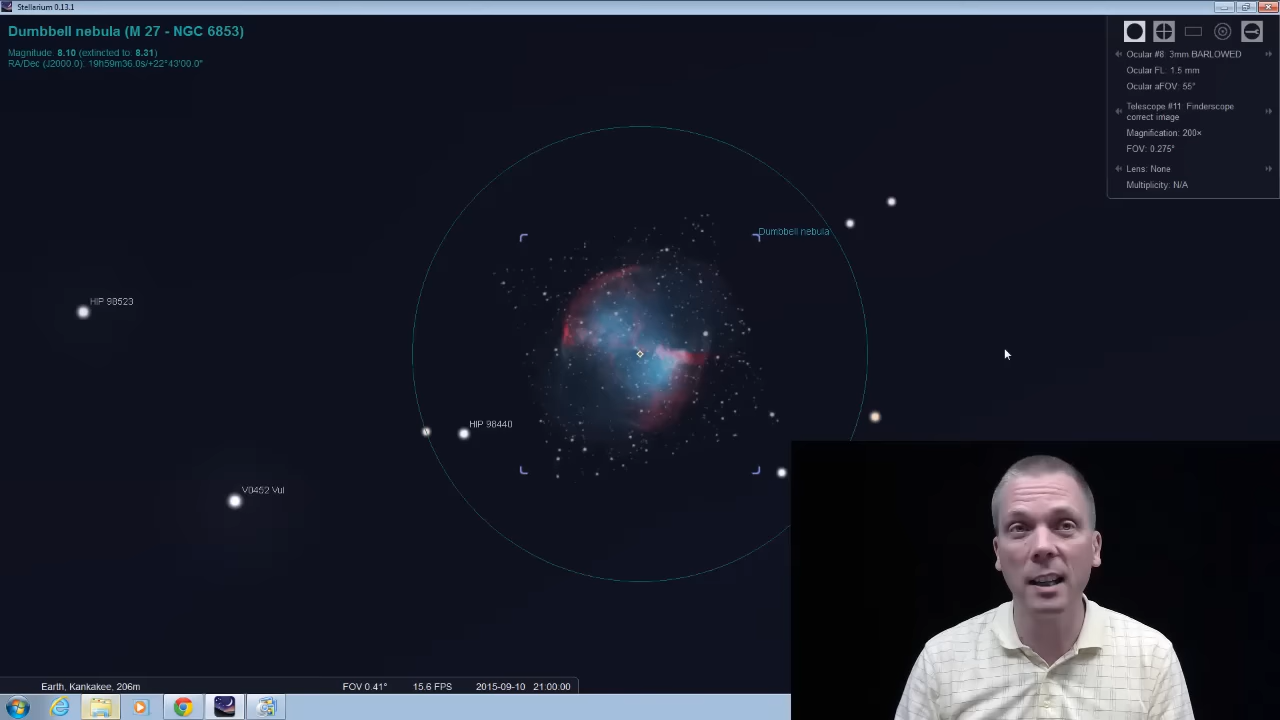 Stellarium 0.13.1
Dumbbell nebula (M 27 - NGC 6853)
Magnitude: 8.10 (extincted to: 8.31)
RA/Dec (J2000.0): 19h59m36.0s/+22°43'00.0"
Ocular #8: 3mm BARLOWED
Ocular FL: 1.5 mm
Ocular aFOV: 55°
Telescope #11: Finderscope
correct image
Magnification: 200×
FOV: 0.275°
Lens: None
Multiplicity: N/A
Dumbbell nebula
HIP 98523
HIP 98440
V0452 Vul
Earth, Kankakee, 206m
FOV 0.41°
15.6 FPS
2015-09-10 21:00:00